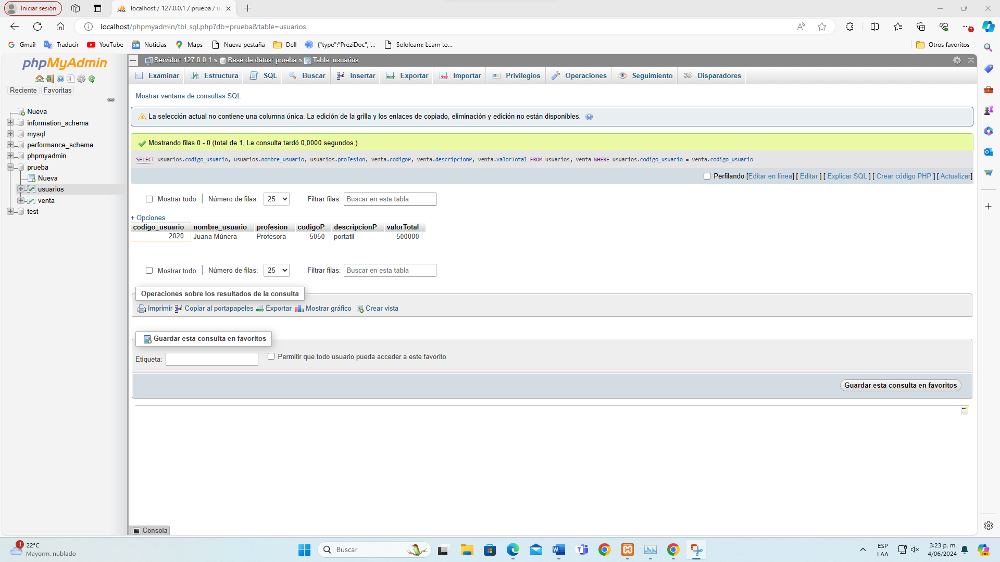 Iniciar sesión
localhost / 127.0.0.1 / prueba / u
localhost/phpmyadmin/tbl_sql.php?db=prueba&table=usuarios
Gmail Traducir YouTube Noticias Maps Nueva pestaña Dell {"type":"PreziDoc","... Sololearn: Learn to... Otros favoritos
phpMyAdmin
Reciente Favoritas
Nueva
information_schema
mysql
performance_schema
phpmyadmin
prueba
Nueva
usuarios
venta
test
Servidor: 127.0.0.1 » Base de datos: prueba » Tabla: usuarios
Examinar Estructura SQL Buscar Insertar Exportar Importar Privilegios Operaciones Seguimiento Disparadores
Mostrar ventana de consultas SQL
La selección actual no contiene una columna única. La edición de la grilla y los enlaces de copiado, eliminación y edición no están disponibles.
Mostrando filas 0 - 0 (total de 1, La consulta tardó 0,0000 segundos.)
SELECT usuarios.codigo_usuario, usuarios.nombre_usuario, usuarios.profesion, venta.codigoP, venta.descripcionP, venta.valorTotal FROM usuarios, venta WHERE usuarios.codigo_usuario = venta.codigo_usuario
Perfilando [Editar en línea] [ Editar ] [ Explicar SQL ] [ Crear código PHP ] [ Actualizar]
Mostrar todo Número de filas: 25 Filtrar filas: Buscar en esta tabla
+ Opciones
codigo_usuario nombre_usuario profesion codigoP descripcionP valorTotal
2020 Juana Múnera Profesora 5050 portatil 500000
Mostrar todo Número de filas: 25 Filtrar filas: Buscar en esta tabla
Operaciones sobre los resultados de la consulta
Imprimir Copiar al portapapeles Exportar Mostrar gráfico Crear vista
Guardar esta consulta en favoritos
Etiqueta: Permitir que todo usuario pueda acceder a este favorito
Guardar esta consulta en favoritos
Consola
1
22°C
Mayorm. nublado
Buscar
ESP
LAA
3:23 p. m.
4/06/2024
PRE